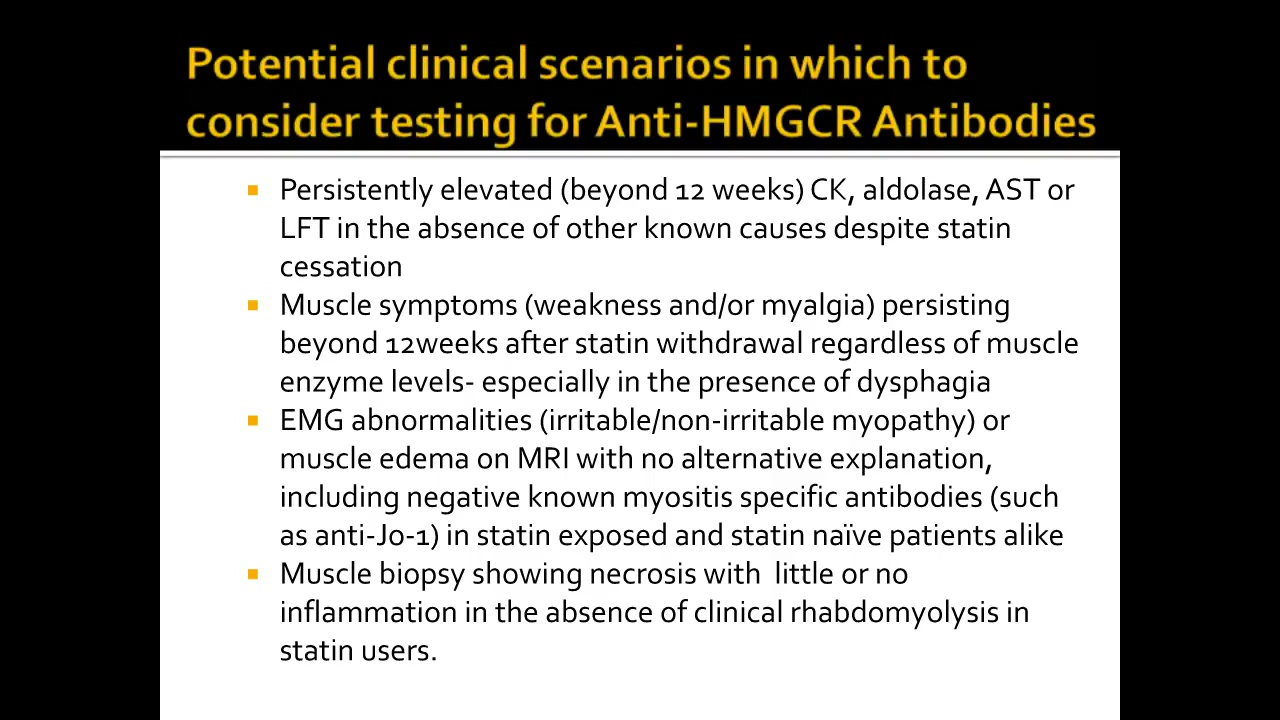 Potential clinical scenarios in which to
consider testing for Anti-HMGCR Antibodies
▪ Persistently elevated (beyond 12 weeks) CK, aldolase, AST or
LFT in the absence of other known causes despite statin
cessation
▪ Muscle symptoms (weakness and/or myalgia) persisting
beyond 12weeks after statin withdrawal regardless of muscle
enzyme levels- especially in the presence of dysphagia
▪ EMG abnormalities (irritable/non-irritable myopathy) or
muscle edema on MRI with no alternative explanation,
including negative known myositis specific antibodies (such
as anti-Jo-1) in statin exposed and statin naïve patients alike
▪ Muscle biopsy showing necrosis with  little or no
inflammation in the absence of clinical rhabdomyolysis in
statin users.